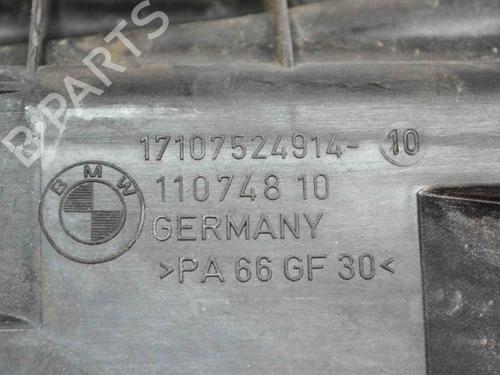 B-PARTS
17107524914-10
BMW
110748 10
GERMANY
>PA 66 GF 30<